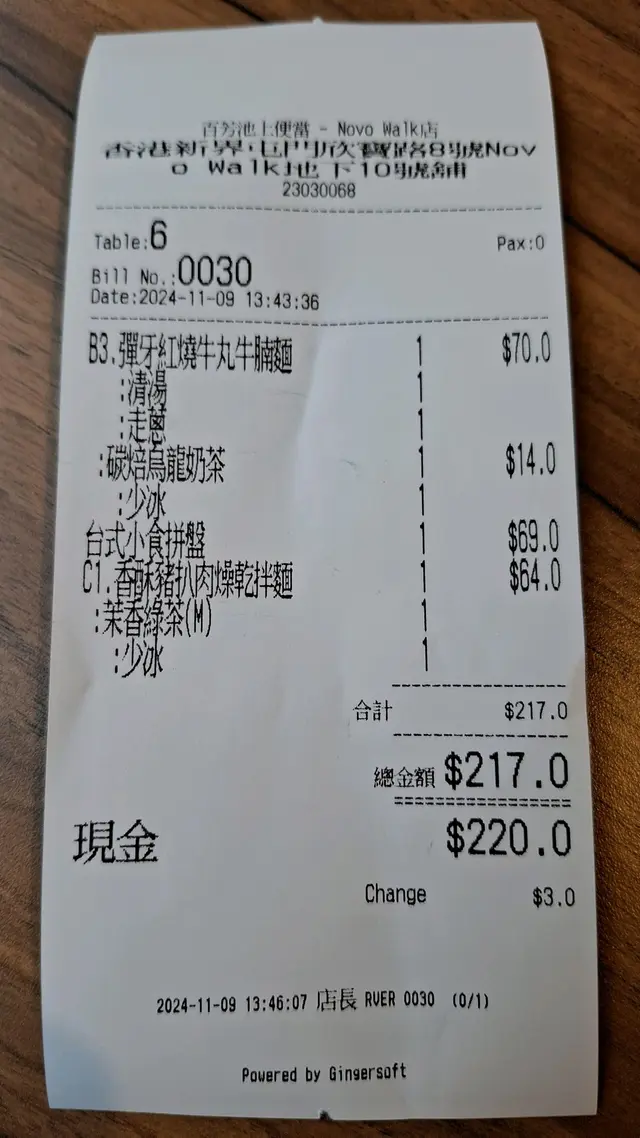 百芳池上便當 - Novo Walk店
香港新界屯門欣寶路8號Nov
o Walk地下10號舖
23030068
Table:6 Pax:0
Bill No.:0030
Date:2024-11-09 13:43:36
B3.彈牙紅燒牛丸牛腩麵 1 $70.0
:清湯 1
:走蔥 1
:碳焙烏龍奶茶 1 $14.0
:少冰 1
台式小食拼盤 1 $69.0
C1.香酥豬扒肉燥乾拌麵 1 $64.0
:茉香綠茶(M) 1
:少冰 1
合計 $217.0
總金額 $217.0
現金 $220.0
Change $3.0
2024-11-09 13:46:07 店長 RVER 0030 (0/1)
Powered by Gingersoft